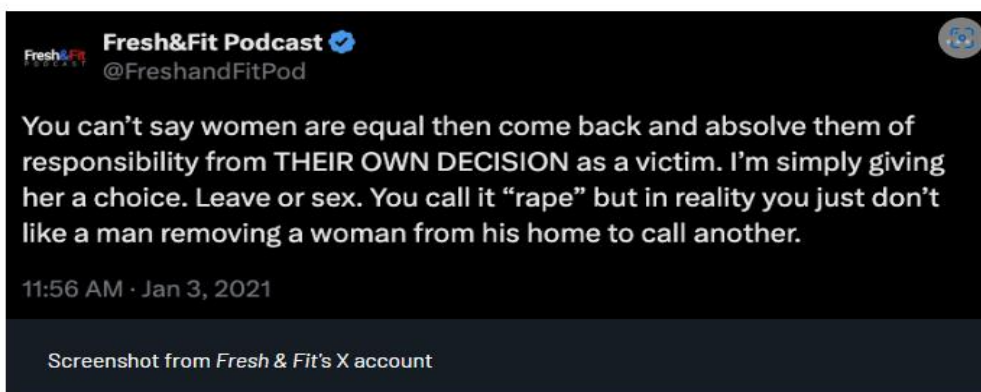 Fresh&Fit Podcast
Fresh&Fit
PODCAST
@FreshandFitPod
You can’t say women are equal then come back and absolve them of
responsibility from THEIR OWN DECISION as a victim. I’m simply giving
her a choice. Leave or sex. You call it “rape” but in reality you just don’t
like a man removing a woman from his home to call another.
11:56 AM · Jan 3, 2021
Screenshot from Fresh & Fit's X account